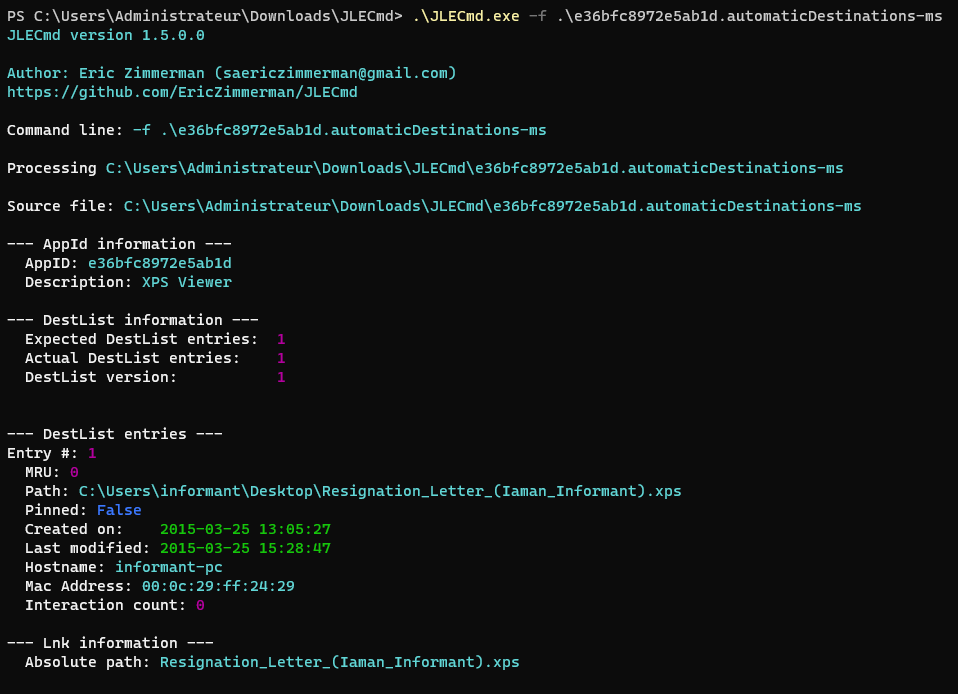 PS C:\Users\Administrateur\Downloads\JLECmd> .\JLECmd.exe -f .\e36bfc8972e5ab1d.automaticDestinations-ms
JLECmd version 1.5.0.0
Author: Eric Zimmerman (saericzimmerman@gmail.com)
https://github.com/EricZimmerman/JLECmd
Command line: -f .\e36bfc8972e5ab1d.automaticDestinations-ms
Processing C:\Users\Administrateur\Downloads\JLECmd\e36bfc8972e5ab1d.automaticDestinations-ms
Source file: C:\Users\Administrateur\Downloads\JLECmd\e36bfc8972e5ab1d.automaticDestinations-ms
--- AppId information ---
AppID: e36bfc8972e5ab1d
Description: XPS Viewer
--- DestList information ---
Expected DestList entries: 1
Actual DestList entries: 1
DestList version: 1
--- DestList entries ---
Entry #: 1
MRU: 0
Path: C:\Users\informant\Desktop\Resignation_Letter_(Iaman_Informant).xps
Pinned: False
Created on: 2015-03-25 13:05:27
Last modified: 2015-03-25 15:28:47
Hostname: informant-pc
Mac Address: 00:0c:29:ff:24:29
Interaction count: 0
--- Lnk information ---
Absolute path: Resignation_Letter_(Iaman_Informant).xps